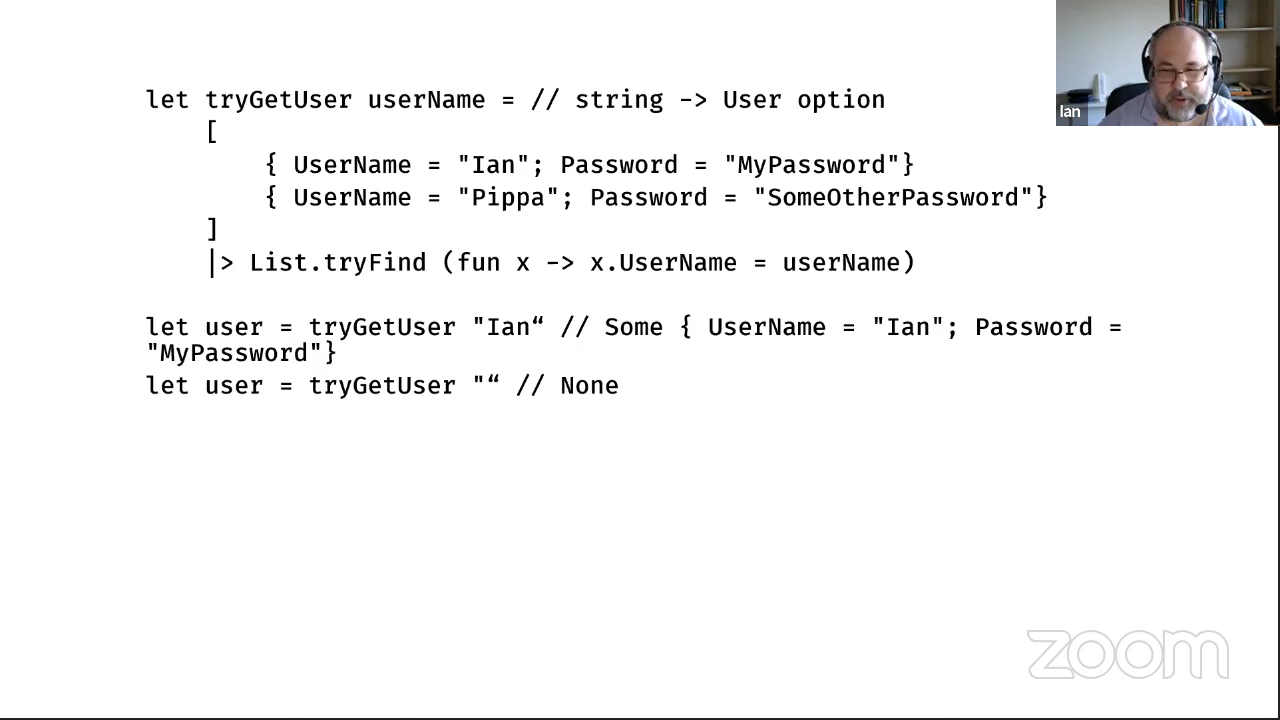 let tryGetUser userName = // string -> User option
[
{ UserName = "Ian"; Password = "MyPassword"}
{ UserName = "Pippa"; Password = "SomeOtherPassword"}
]
|> List.tryFind (fun x -> x.UserName = userName)
let user = tryGetUser "Ian“ // Some { UserName = "Ian"; Password =
"MyPassword"}
let user = tryGetUser "“ // None
Ian
zoom